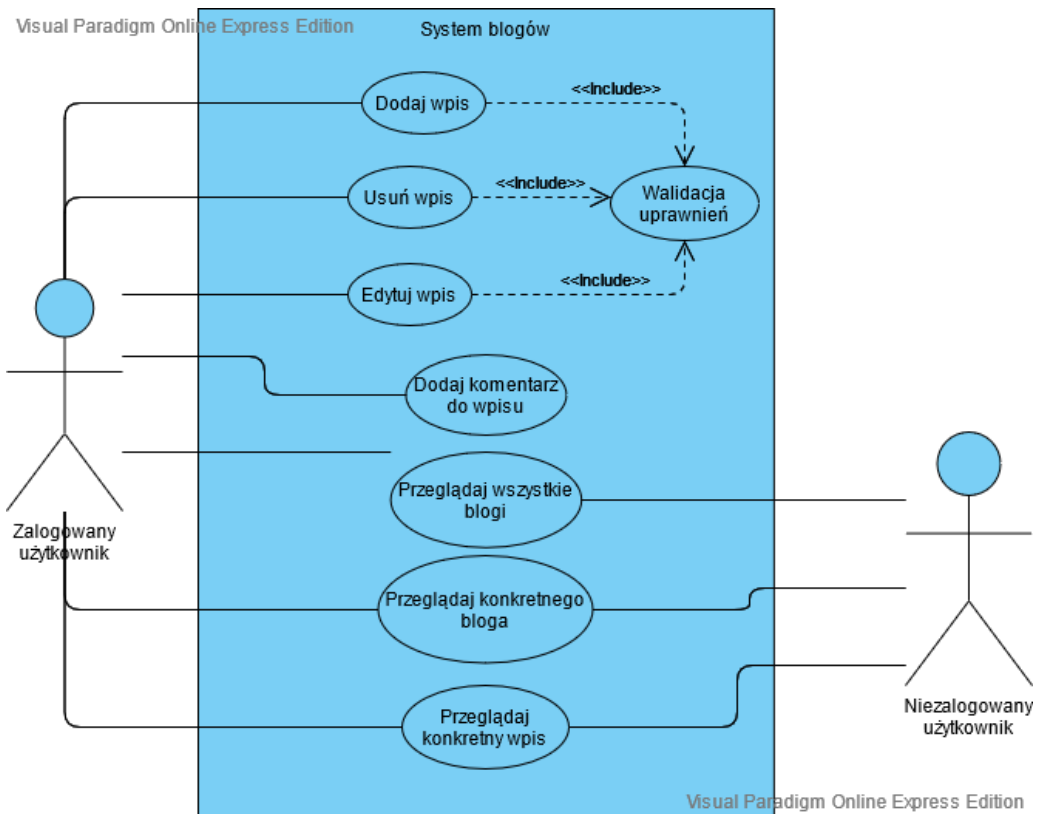 Visual Paradigm Online Express Edition
System blogów
Dodaj wpis
<<Include>>
Usuń wpis
<<Include>>
Walidacja
uprawnień
Edytuj wpis
<<Include>>
Dodaj komentarz
do wpisu
Przeglądaj wszystkie
blogi
Zalogowany
użytkownik
Przeglądaj konkretnego
bloga
Przeglądaj
konkretny wpis
Niezalogowany
użytkownik
Visual Paradigm Online Express Edition